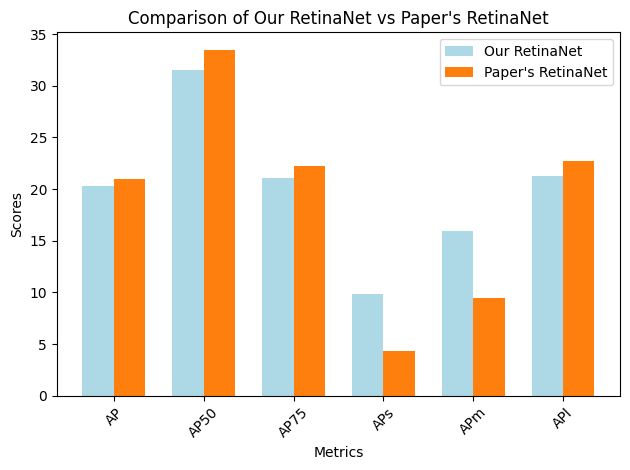 Comparison of Our RetinaNet vs Paper's RetinaNet
Our RetinaNet
Paper's RetinaNet
Scores
35
30
25
20
15
10
5
0
AP
AP50
AP75
APs
APm
APl
Metrics